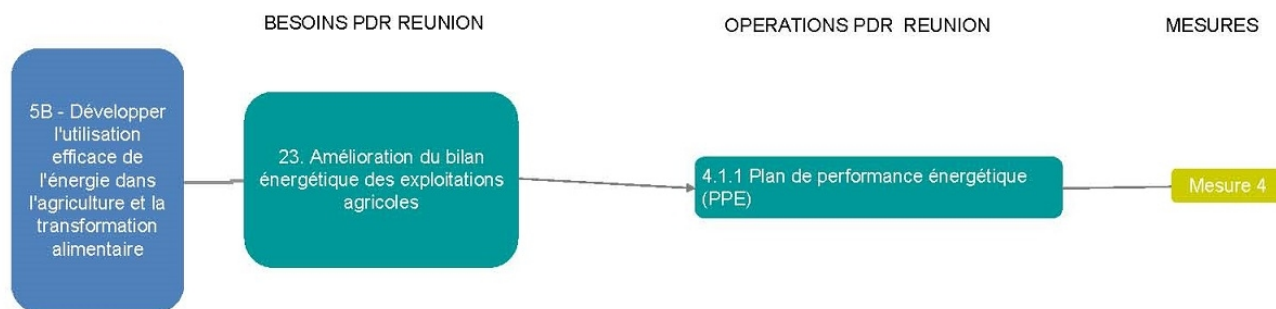 BESOINS PDR REUNION
OPERATIONS PDR REUNION
MESURES
5B - Développer
l'utilisation
efficace de
l'énergie dans
l'agriculture et la
transformation
alimentaire
23. Amélioration du bilan
énergétique des exploitations
agricoles
4.1.1 Plan de performance énergétique
(PPE)
Mesure 4